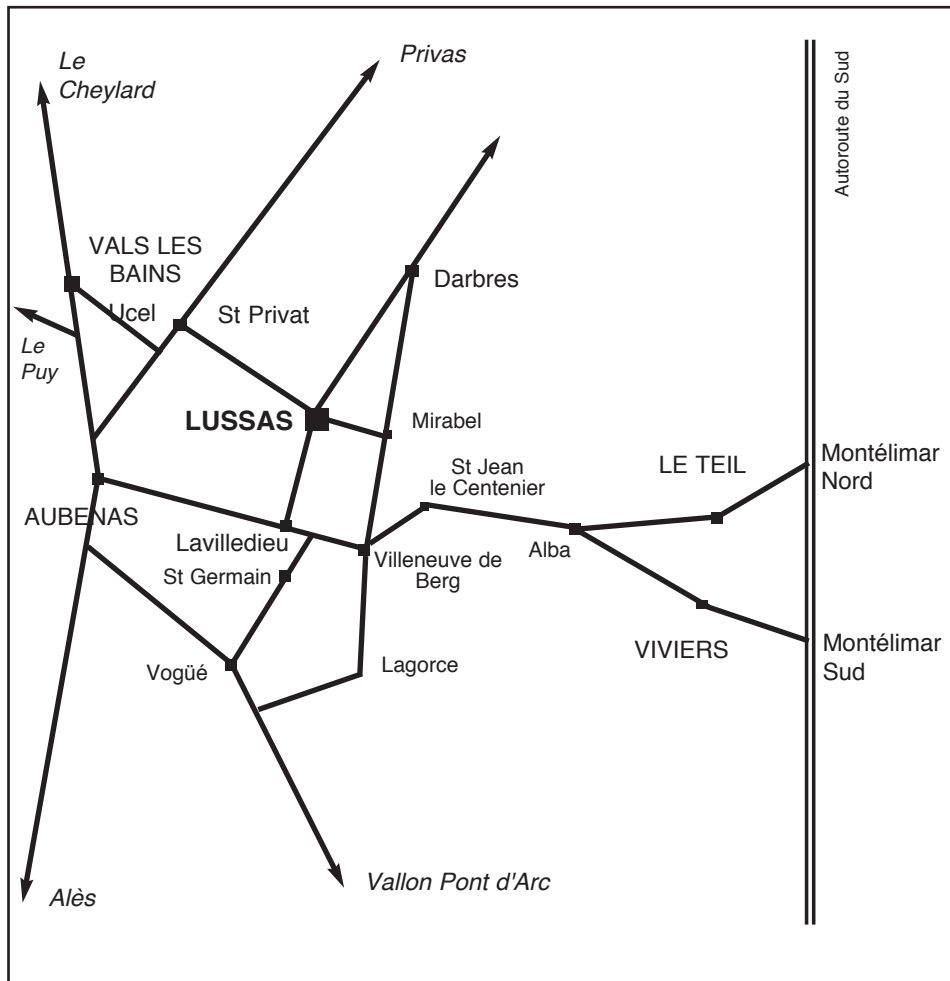 Le
Cheylard
Privas
Autoroute du Sud
VALS LES
BAINS
Ucel
St Privat
Darbres
Le
Puy
LUSSAS
Mirabel
St Jean
le Centenier
LE TEIL
Montélimar
Nord
AUBENAS
Lavilledieu
St Germain
Villeneuve de
Berg
Alba
VIVIERS
Montélimar
Sud
Vogüé
Lagorce
Vallon Pont d'Arc
Alès